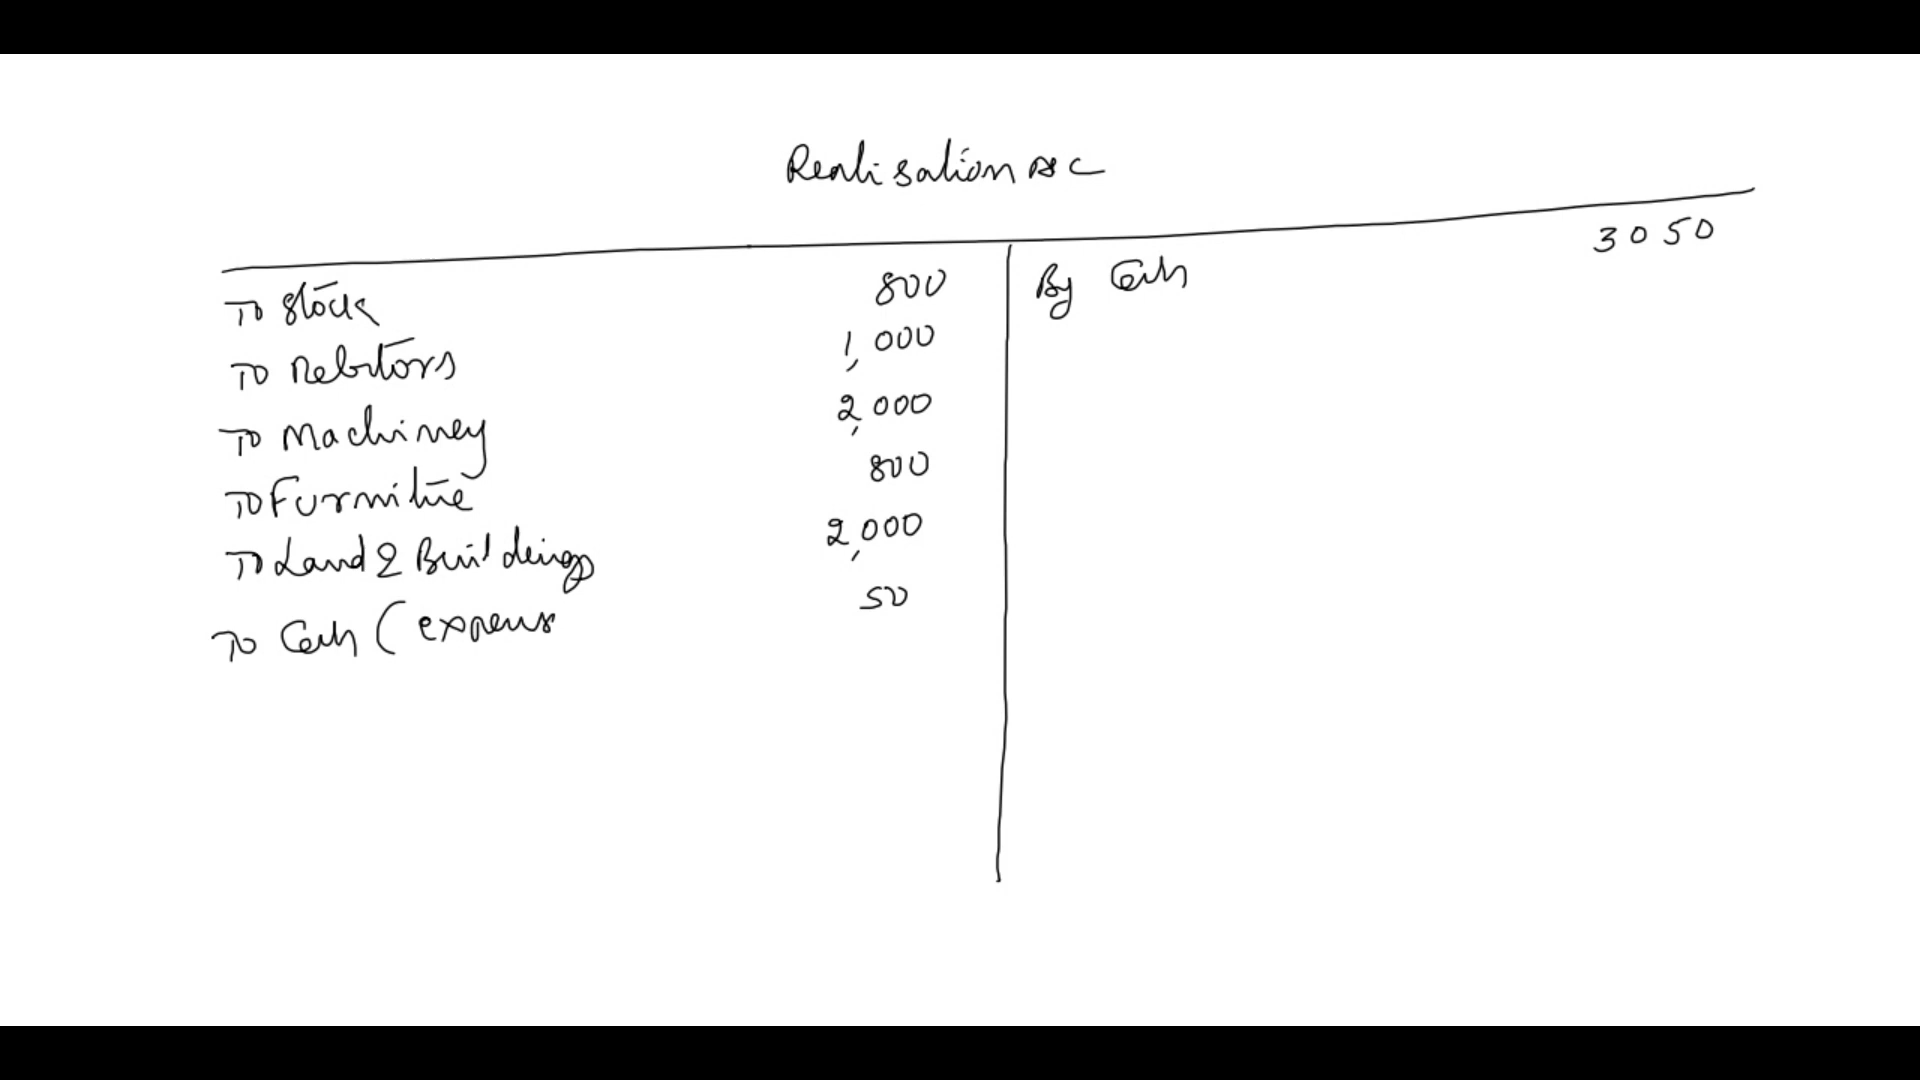 Realisation A/C
To Stock 800
To Debtors 1,000
To Machinery 2,000
To Furniture 800
To Land & Buildings 2,000
To Cash (expens 50
By Cash 3050